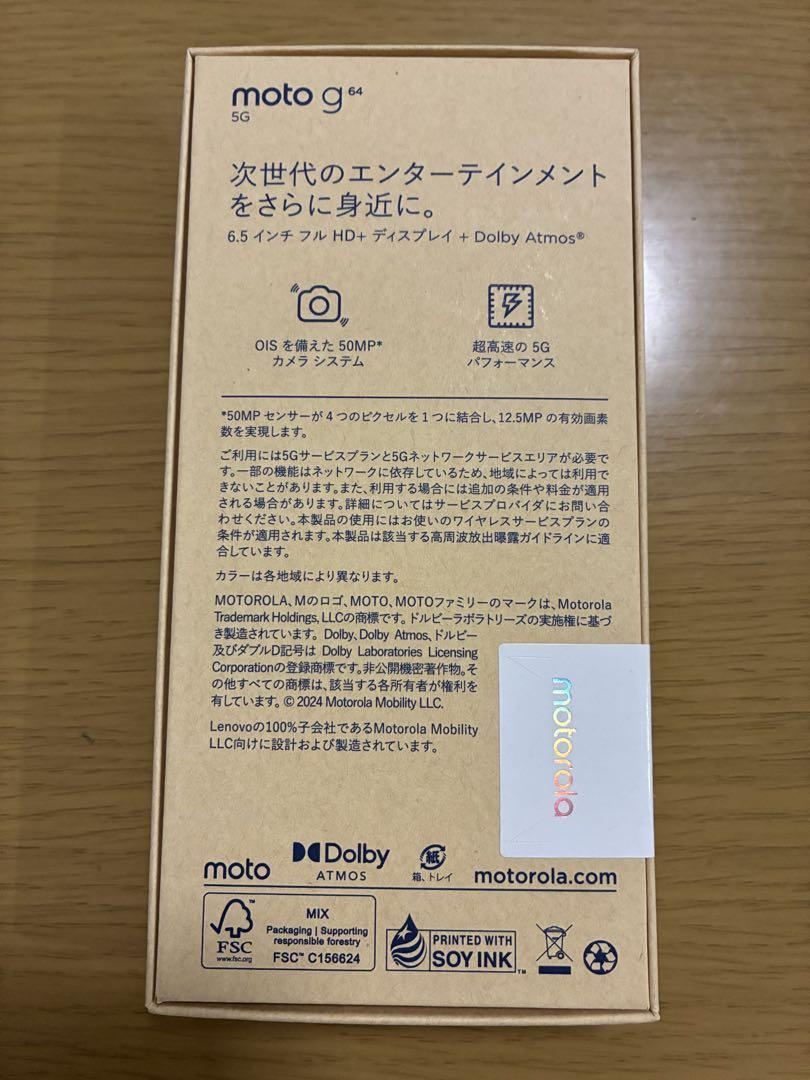 moto g 64
5G
次世代のエンターテインメント
をさらに身近に。
6.5 インチ フル HD+ ディスプレイ + Dolby Atmos®
OIS を備えた 50MP*
カメラ システム
超高速の 5G
パフォーマンス
*50MP センサーが 4 つのピクセルを 1 つに結合し、12.5MP の有効画素
数を実現します。
ご利用には5Gサービスプランと5Gネットワークサービスエリアが必要で
す。一部の機能はネットワークに依存しているため、地域によっては利用で
きないことがあります。また、利用する場合には追加の条件や料金が適用
される場合があります。詳細についてはサービスプロバイダにお問い合
わせください。本製品の使用にはお使いのワイヤレスサービスプランの
条件が適用されます。本製品は該当する高周波放出曝露ガイドラインに適
合しています。
カラーは各地域により異なります。
MOTOROLA、Mのロゴ、MOTO、MOTOファミリーのマークは、Motorola
Trademark Holdings, LLCの商標です。ドルビーラボラトリーズの実施権に基づ
き製造されています。Dolby、Dolby Atmos、ドルビー
及びダブルD記号は Dolby Laboratories Licensing
Corporationの登録商標です。非公開機密著作物。そ
の他すべての商標は、該当する各所有者が権利を
有しています。© 2024 Motorola Mobility LLC.
Lenovoの100%子会社であるMotorola Mobility
LLC向けに設計および製造されています。
motorola
moto
Dolby
ATMOS
紙
箱、トレイ
motorola.com
FSC
www.fsc.org
MIX
Packaging | Supporting
responsible forestry
FSC™ C156624
PRINTED WITH
SOY INK™